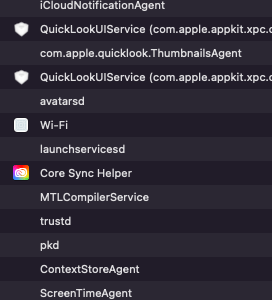 iCloudNotificationAgent
QuickLookUIService (com.apple.appkit.xpc.o
com.apple.quicklook.ThumbnailsAgent
QuickLookUIService (com.apple.appkit.xpc.o
avatarsd
Wi-Fi
launchservicesd
Core Sync Helper
MTLCompilerService
trustd
pkd
ContextStoreAgent
ScreenTimeAgent